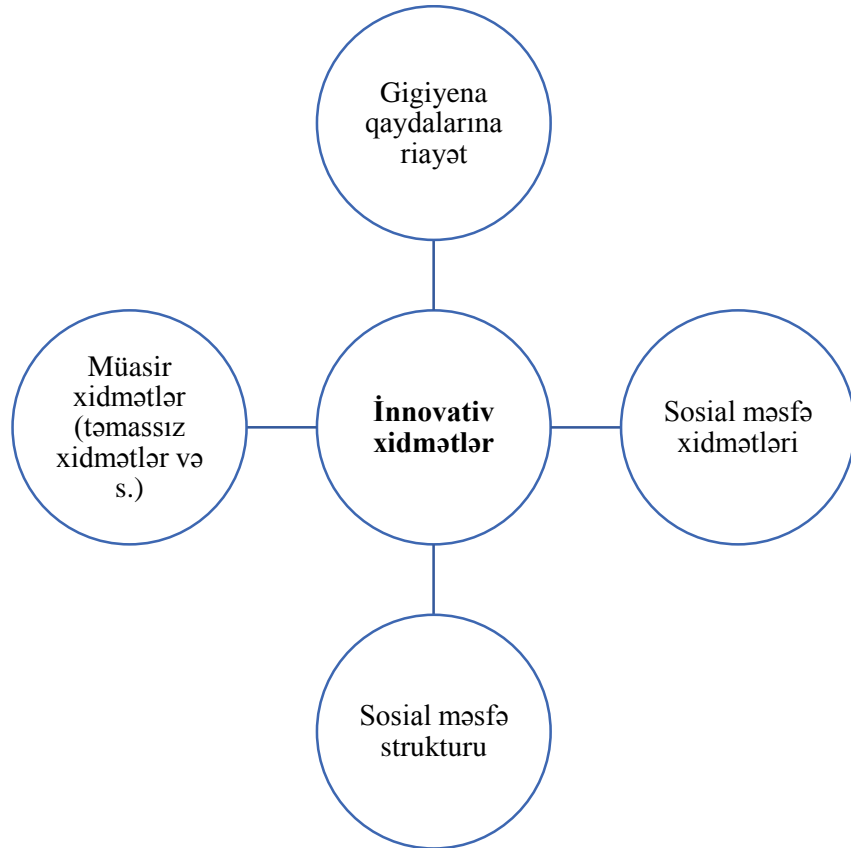 Gigiyena
qaydalarına
riayət
Müasir
xidmətlər
(təmassız
xidmətlər və
s.)
İnnovativ
xidmətlər
Sosial məsfə
xidmətləri
Sosial məsfə
strukturu